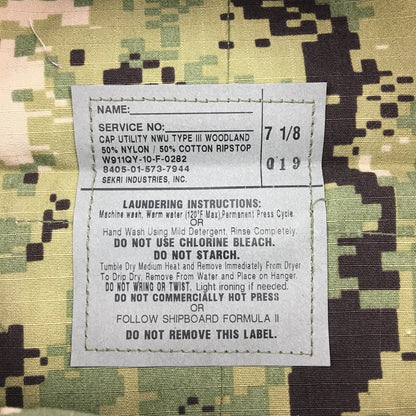 NAME:
SERVICE NO.
CAP UTILITY NWU TYPE III WOODLAND
50% NYLON / 50% COTTON RIPSTOP
W911QY-10-F-0282
8405-01-573-7944
SEKRI INDUSTRIES, INC.
7 1/8
019
LAUNDERING INSTRUCTIONS:
Machine wash, Warm water (120°F Max), Permanent Press Cycle.
OR
Hand Wash Using Mild Detergent, Rinse Completely.
DO NOT USE CHLORINE BLEACH.
DO NOT STARCH.
Tumble Dry Medium Heat and Remove Immediately From Dryer
To Drip Dry, Remove From Water and Place on Hanger.
DO NOT WRING OR TWIST. Light ironing if needed.
DO NOT COMMERCIALLY HOT PRESS
OR
FOLLOW SHIPBOARD FORMULA II
DO NOT REMOVE THIS LABEL.